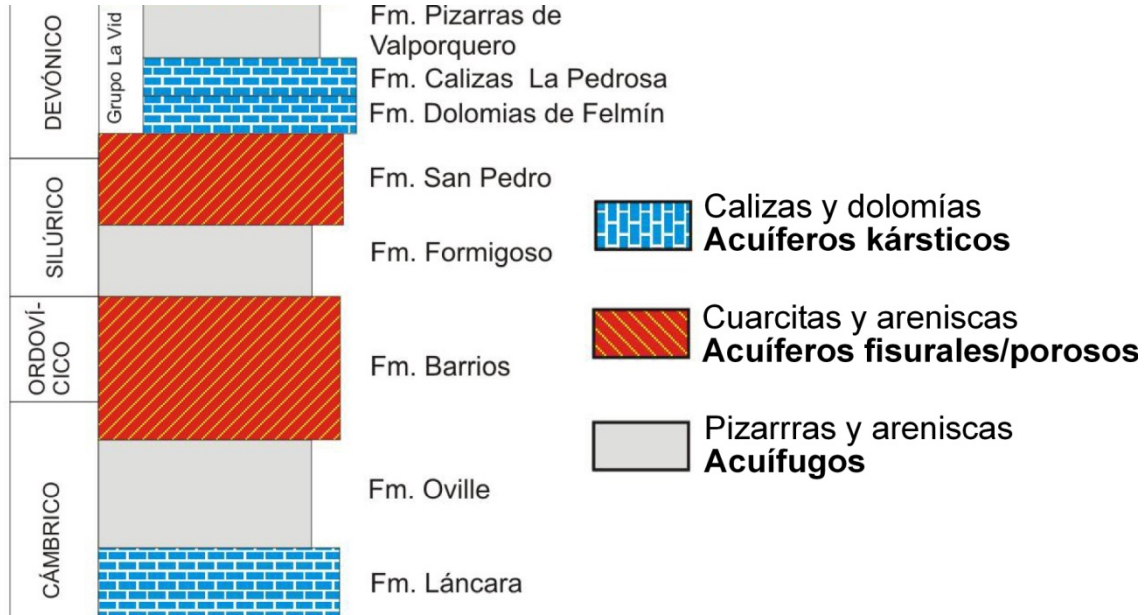 DEVÓNICO
Grupo La Vid
Fm. Pizarras de
Valporquero
Fm. Calizas La Pedrosa
Fm. Dolomias de Felmín
SILÚRICO
Fm. San Pedro
Fm. Formigoso
ORDOVÍ-
CICO
Fm. Barrios
CÁMBRICO
Fm. Oville
Fm. Láncara
Calizas y dolomías
Acuíferos kársticos
Cuarcitas y areniscas
Acuíferos fisurales/porosos
Pizarrras y areniscas
Acuífugos